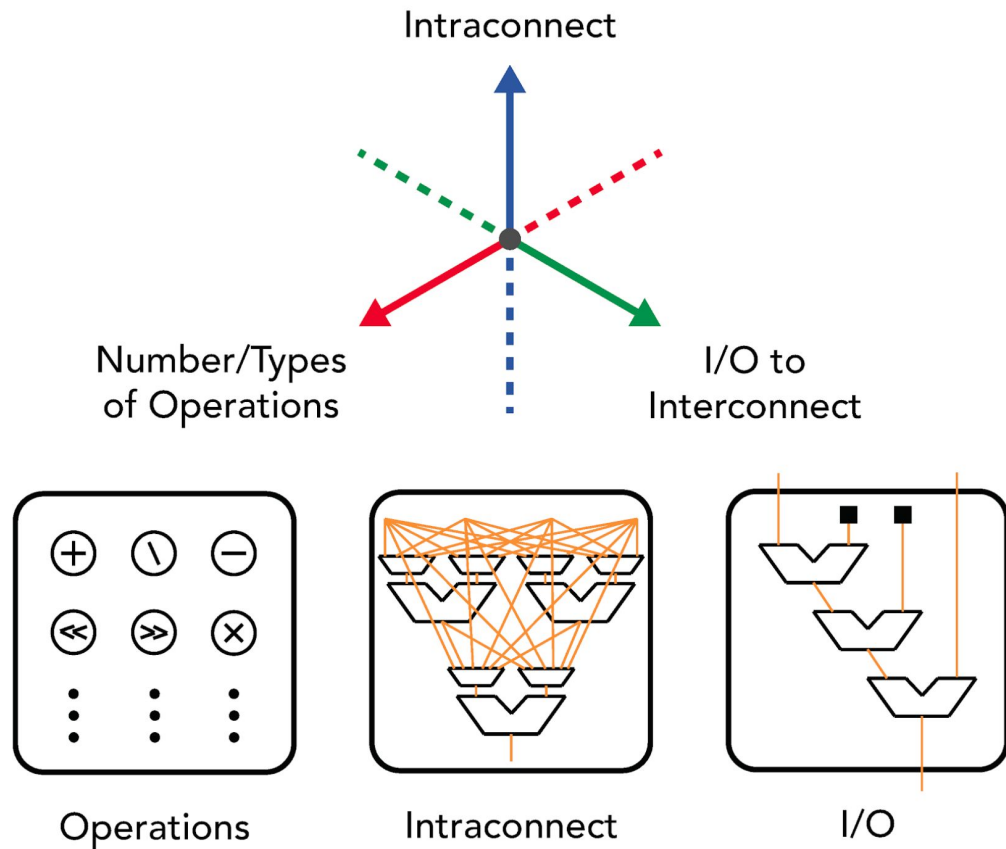 Intraconnect
Number/Types
of Operations
I/O to
Interconnect
+ \ −
<< >> ×
Operations
Intraconnect
I/O